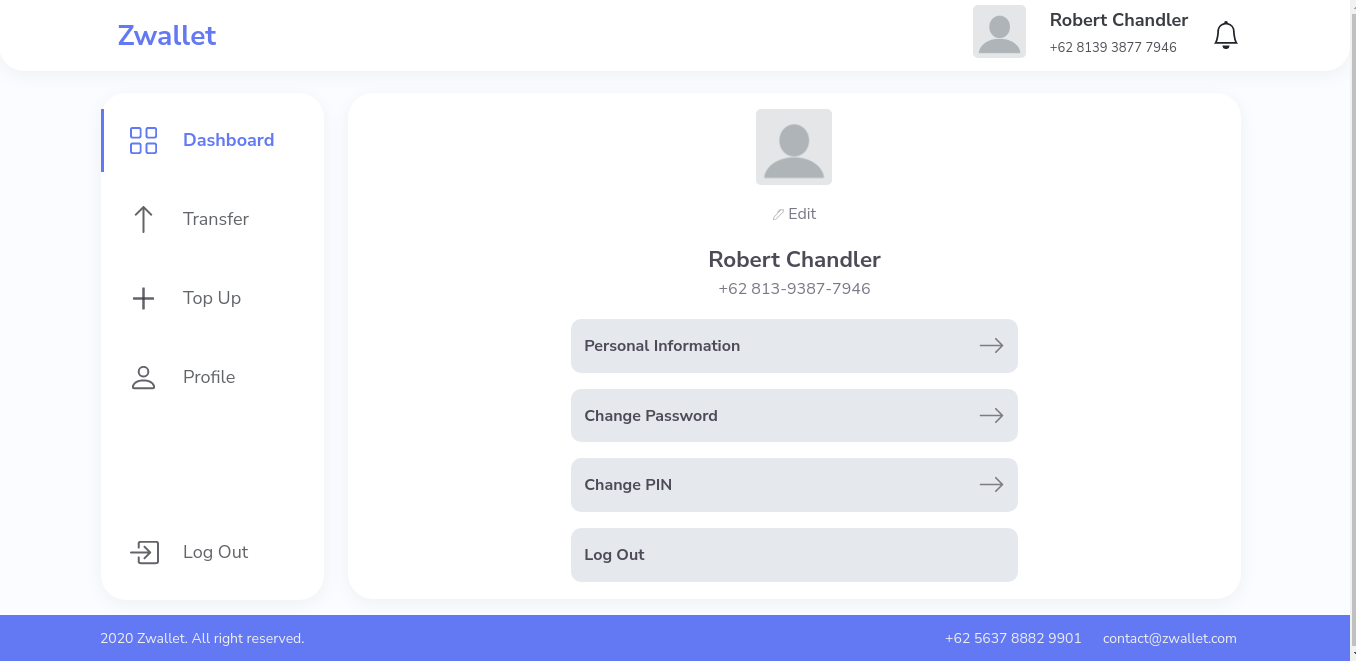 Zwallet
Robert Chandler
+62 8139 3877 7946
Dashboard
Transfer
Top Up
Profile
Log Out
Edit
Robert Chandler
+62 813-9387-7946
Personal Information
Change Password
Change PIN
Log Out
2020 Zwallet. All right reserved.
+62 5637 8882 9901
contact@zwallet.com